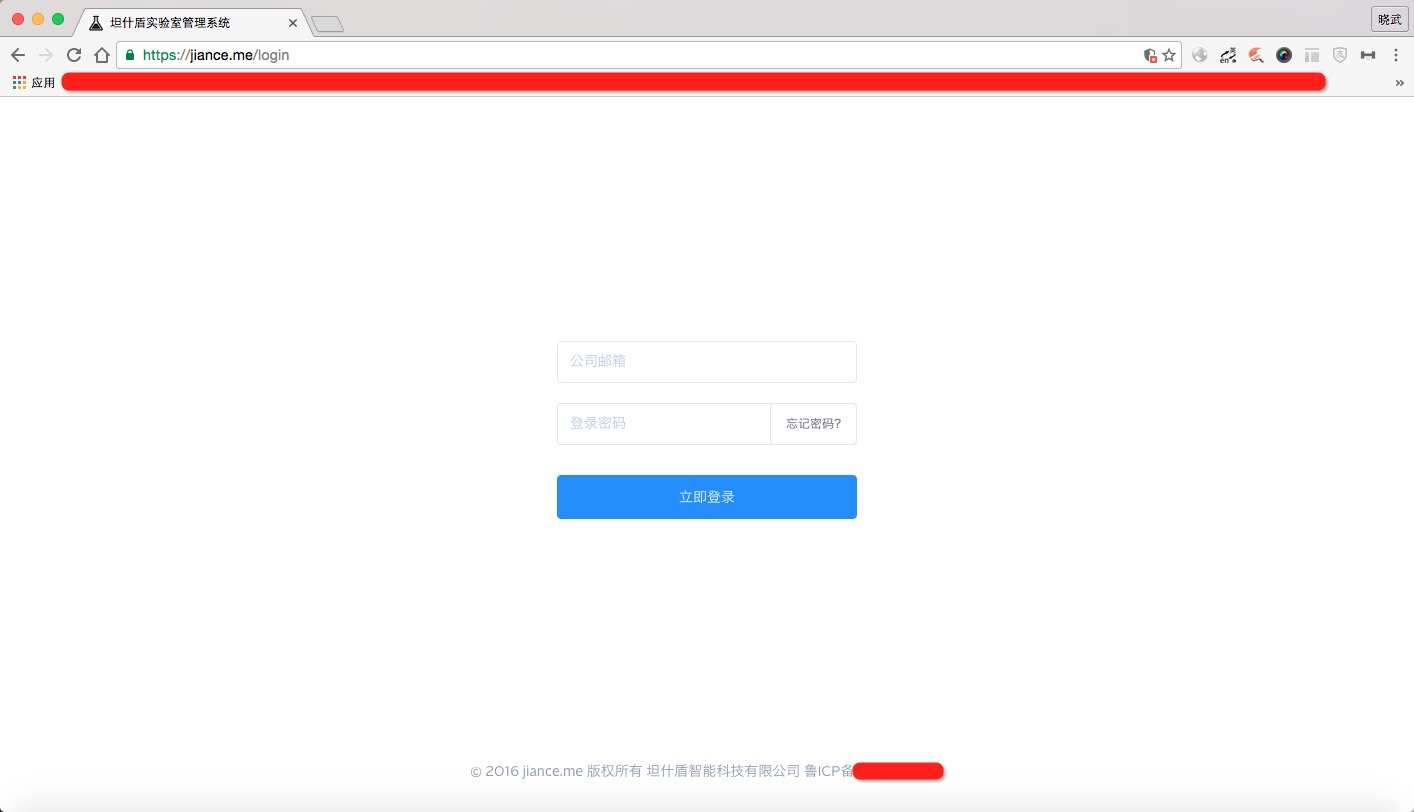 坦什盾实验室管理系统
晓武
https://jiance.me/login
en 英
应用
公司邮箱
登录密码
忘记密码?
立即登录
© 2016 jiance.me 版权所有 坦什盾智能科技有限公司 鲁ICP备